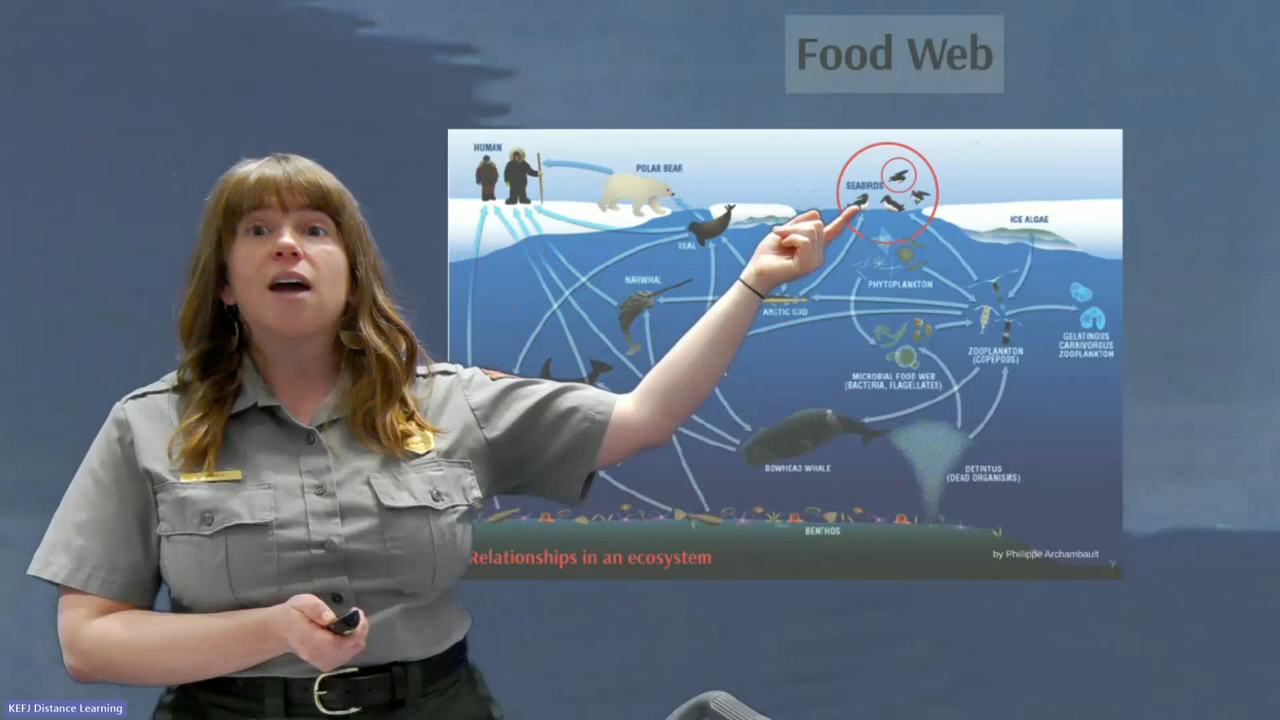 Food Web
HUMAN
POLAR BEAR
SEABIRDS
ICE ALGAE
SEAL
NARWHAL
PHYTOPLANKTON
ARCTIC COD
GELATINOUS
CARNIVOROUS
ZOOPLANKTON
ZOOPLANKTON
(COPEPODS)
MICROBIAL FOOD WEB
(BACTERIA, FLAGELLATES)
BOWHEAD WHALE
DETRITUS
(DEAD ORGANISMS)
BENTHOS
Relationships in an ecosystem
by Philippe Archambault
KEFJ Distance Learning